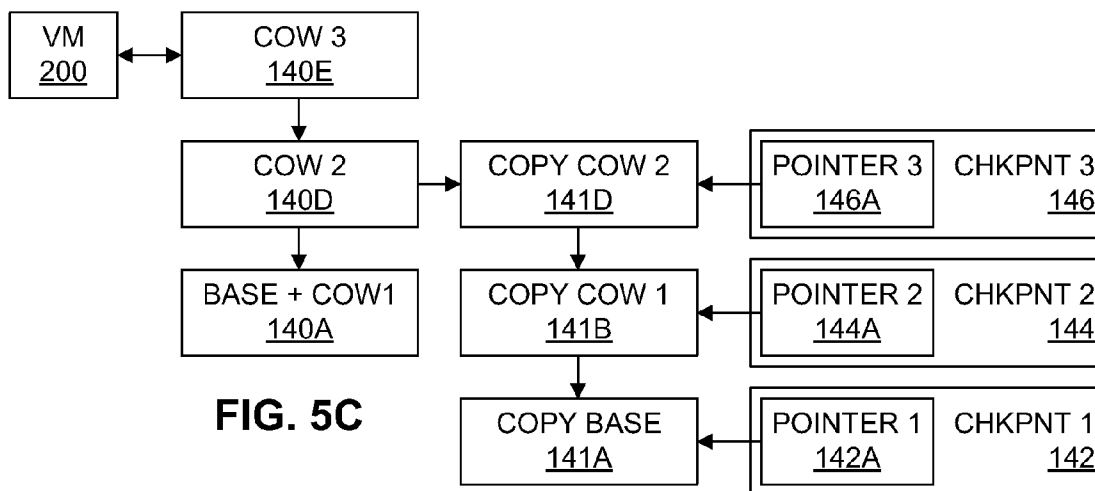 VM
200
COW 3
140E
COW 2
140D
COPY COW 2
141D
POINTER 3
146A
CHKPNT 3
146
BASE + COW1
140A
COPY COW 1
141B
POINTER 2
144A
CHKPNT 2
144
FIG. 5C
COPY BASE
141A
POINTER 1
142A
CHKPNT 1
142